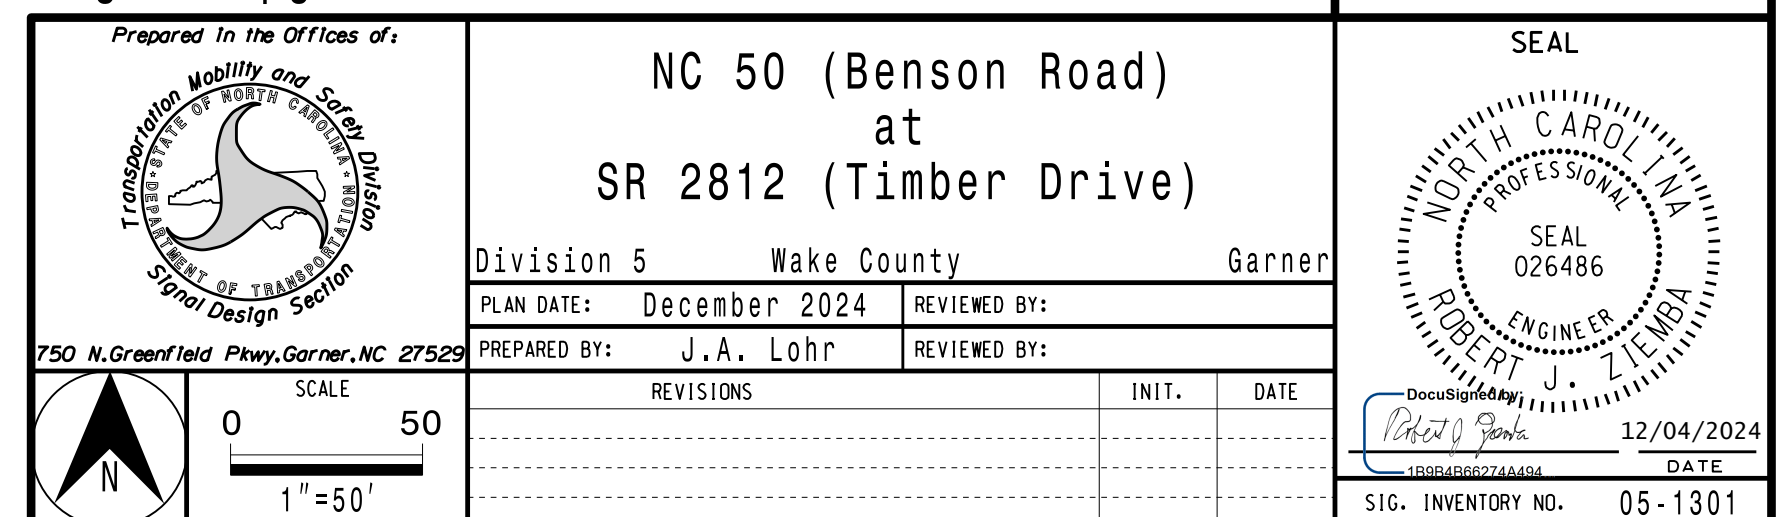 Prepared in the Offices of:
Transportation Mobility and Safety Division
STATE OF NORTH CAROLINA
DEPARTMENT OF TRANSPORTATION
Signal Design Section
750 N.Greenfield Pkwy,Garner,NC 27529
NC 50 (Benson Road)
at
SR 2812 (Timber Drive)
Division 5 Wake County Garner
PLAN DATE: December 2024 REVIEWED BY:
PREPARED BY: J.A. Lohr REVIEWED BY:
REVISIONS INIT. DATE
SCALE
0 50
1"=50'
N
SEAL
NORTH CAROLINA
PROFESSIONAL
SEAL
026486
ENGINEER
ROBERT J. ZIEMBA
DocuSigned by:
12/04/2024
1B9B4B66274A494...
DATE
SIG. INVENTORY NO. 05-1301